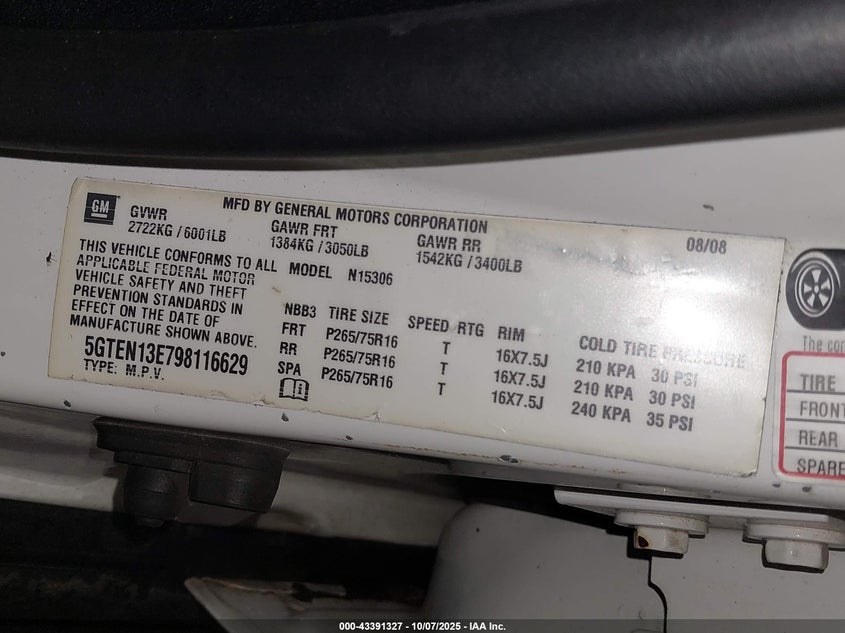 GM
MFD BY GENERAL MOTORS CORPORATION
08/08
GVWR
2722KG / 6001LB
GAWR FRT
1384KG / 3050LB
GAWR RR
1542KG / 3400LB
THIS VEHICLE CONFORMS TO ALL
APPLICABLE FEDERAL MOTOR
VEHICLE SAFETY AND THEFT
PREVENTION STANDARDS IN
EFFECT ON THE DATE OF
MANUFACTURE SHOWN ABOVE.
MODEL N15306
5GTEN13E798116629
TYPE: M.P.V.
NBB3 TIRE SIZE SPEED RTG RIM COLD TIRE PRESSURE
FRT P265/75R16 T 16X7.5J 210 KPA 30 PSI
RR P265/75R16 T 16X7.5J 210 KPA 30 PSI
SPA P265/75R16 T 16X7.5J 240 KPA 35 PSI
The
TIRE
FRONT
REAR
SPARE
000-43391327 - 10/07/2025 - IAA Inc.